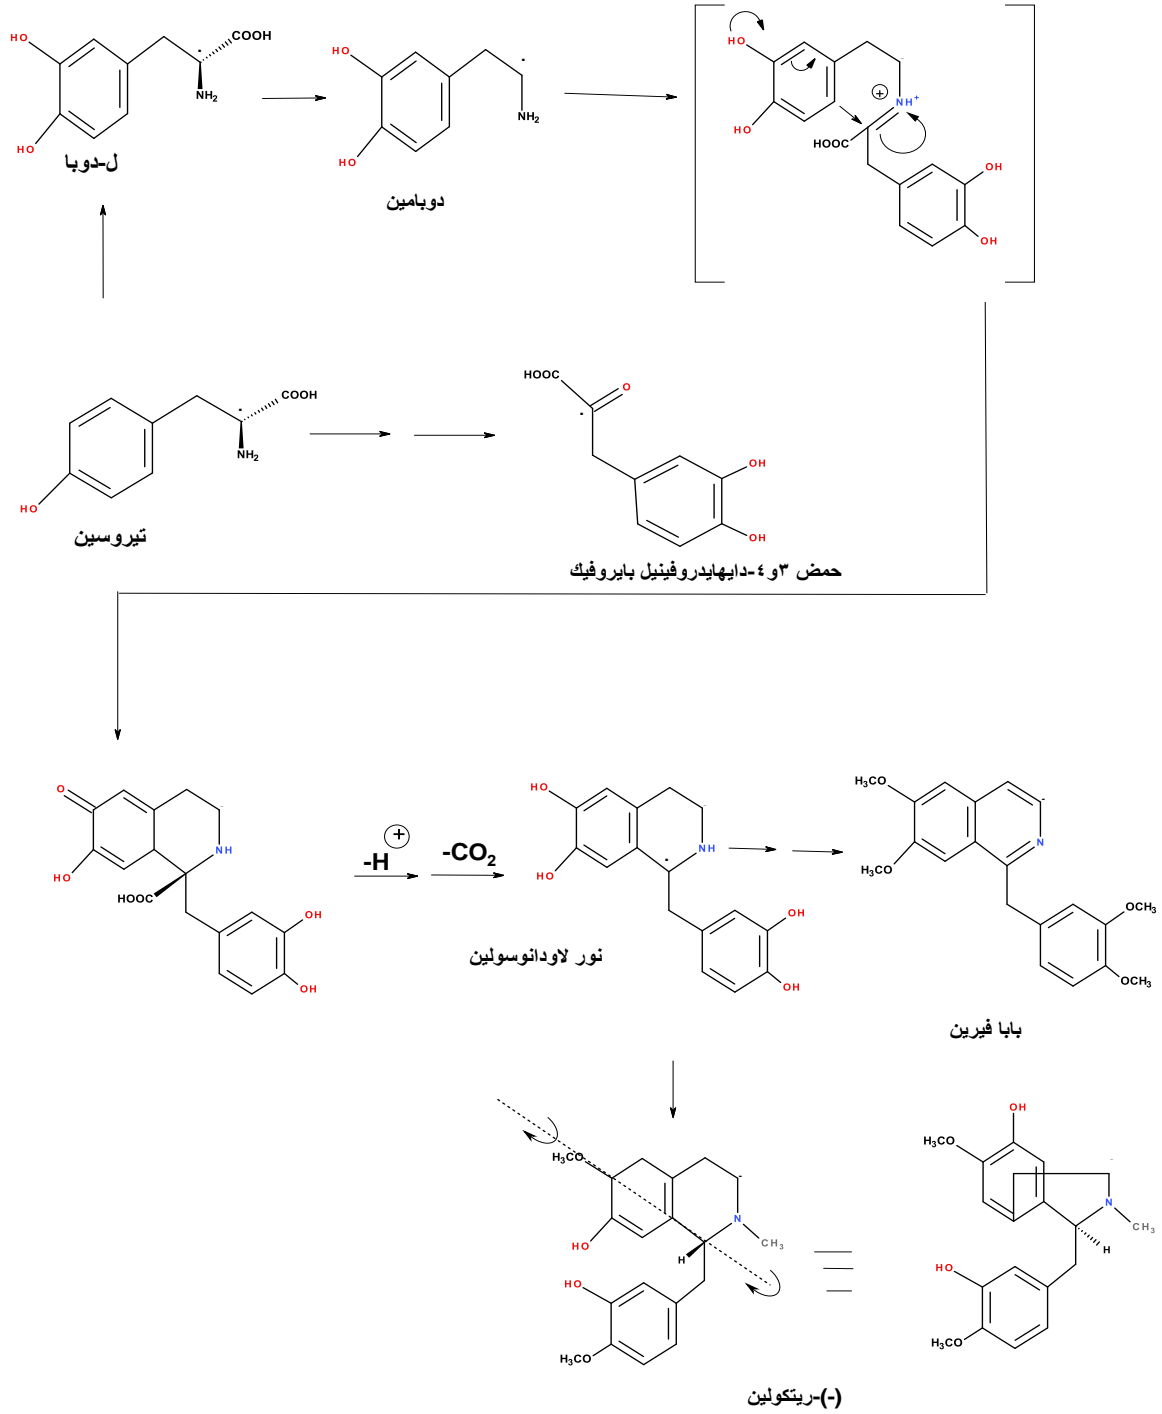 HO
COOH
NH2
HO
ل-دوبا
HO
NH2
HO
دوبامين
HO
NH+
+
HO
HOOC
OH
OH
COOH
NH2
HO
تيروسين
HOOC
O
OH
OH
حمض ٣و٤-دايهايدروفينيل بايروفيك
O
NH
HO
HOOC
OH
OH
-H+
-CO2
HO
NH
HO
OH
OH
نور لاودانوسولين
H3CO
N
H3CO
OCH3
OCH3
بابا فيرين
H3CO
N
CH3
HO
H
HO
H3CO
OH
H3CO
N
CH3
H
HO
H3CO
(-)-ريتكولين